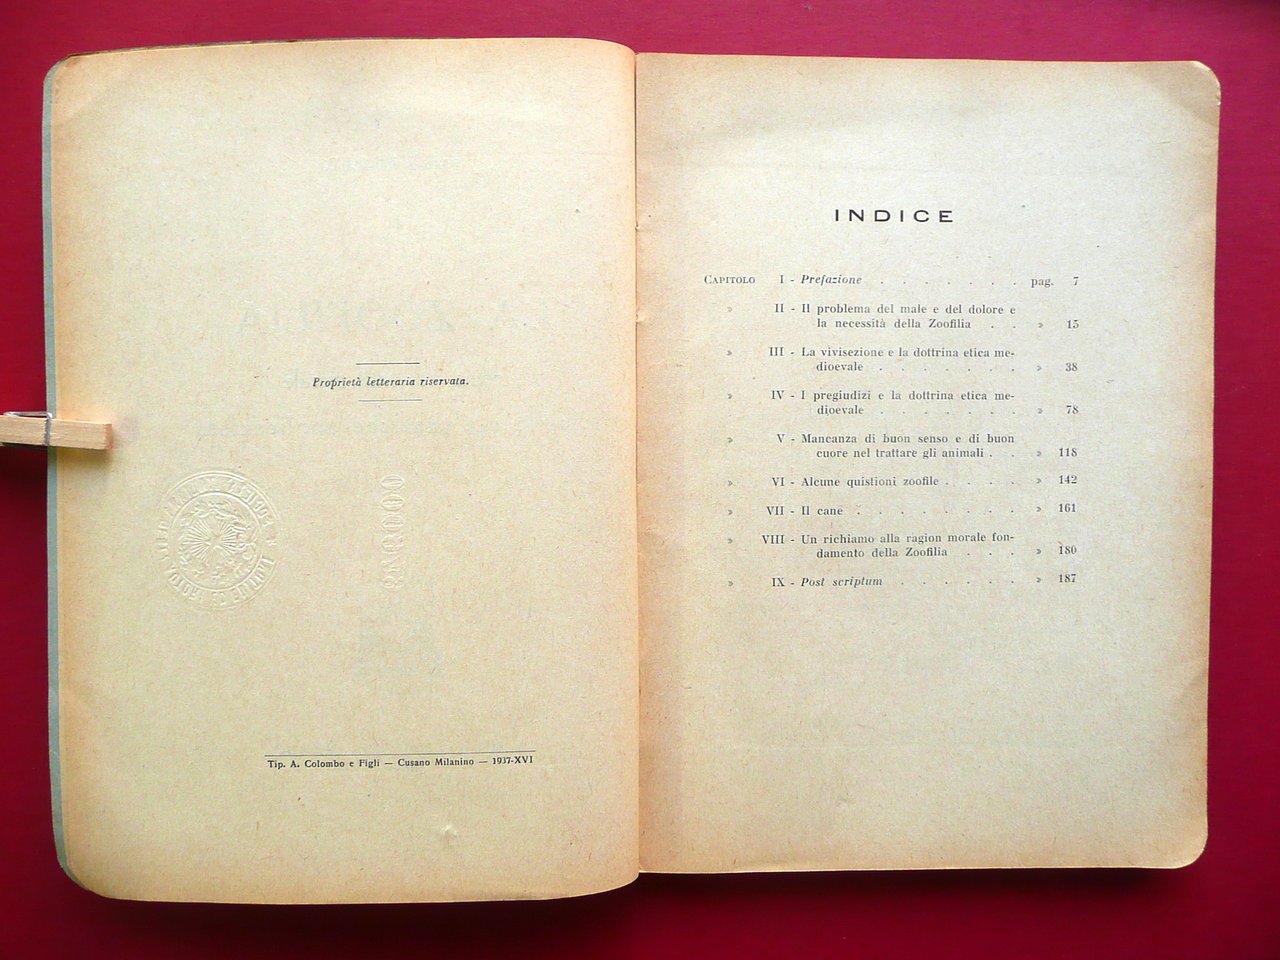 Proprietà letteraria riservata.
Tip. A. Colombo e Figli — Cusano Milanino — 1937-XVI
INDICE
CAPITOLO I - Prefazione . . . . . . . pag. 7
» II - Il problema del male e del dolore e
la necessità della Zoofilia . . » 15
» III - La vivisezione e la dottrina etica me-
dioevale . . . . . . . » 38
» IV - I pregiudizi e la dottrina etica me-
dioevale . . . . . . . » 78
» V - Mancanza di buon senso e di buon
cuore nel trattare gli animali . . » 118
» VI - Alcune quistioni zoofile . . . . » 142
» VII - Il cane . . . . . . . . » 161
» VIII - Un richiamo alla ragion morale fon-
damento della Zoofilia . . . » 180
» IX - Post scriptum . . . . . . » 187